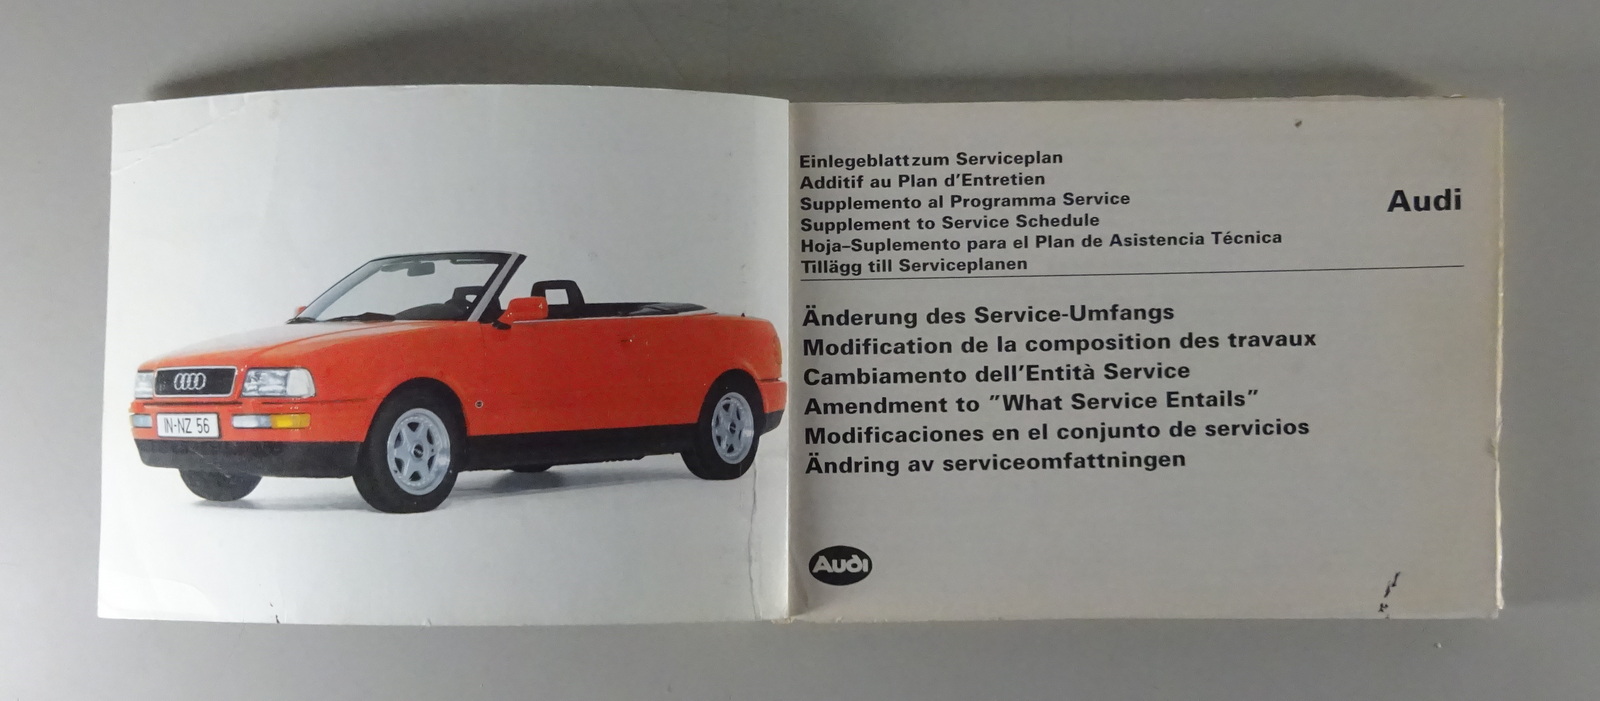 IN-NZ 56
Einlegeblatt zum Serviceplan
Additif au Plan d'Entretien
Supplemento al Programma Service
Supplement to Service Schedule
Hoja-Suplemento para el Plan de Asistencia Técnica
Tillägg till Serviceplanen
Audi
Änderung des Service-Umfangs
Modification de la composition des travaux
Cambiamento dell'Entità Service
Amendment to "What Service Entails"
Modificaciones en el conjunto de servicios
Ändring av serviceomfattningen
Audi